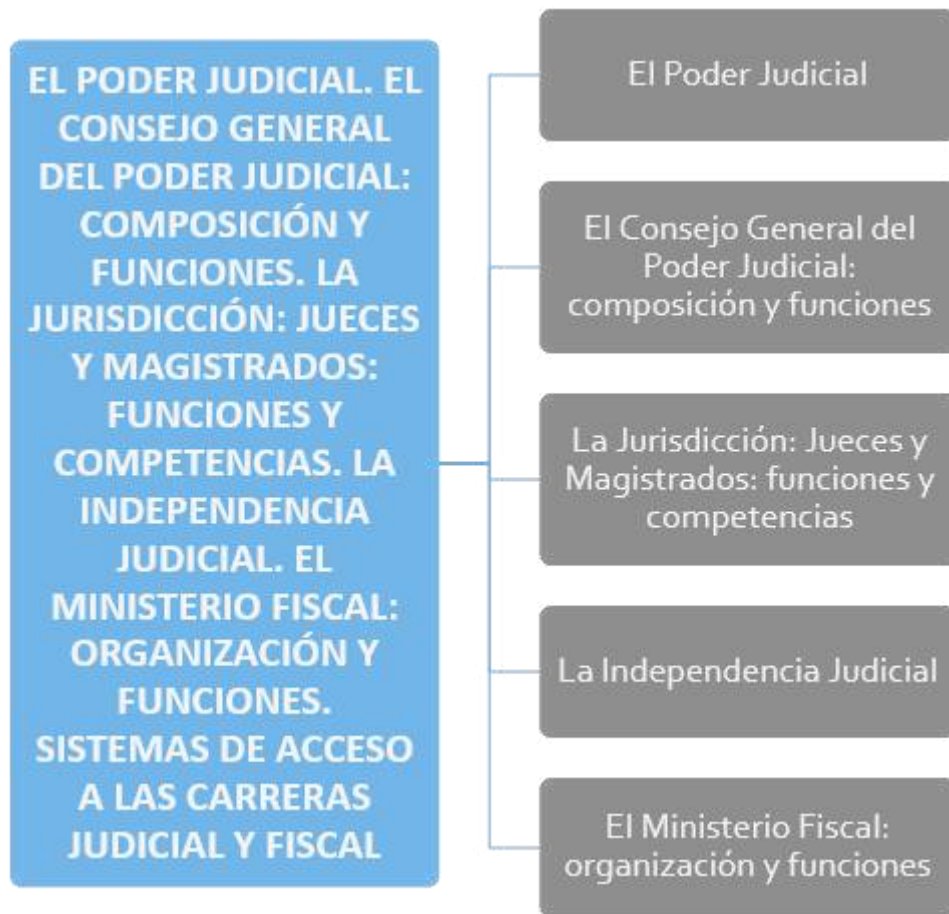 EL PODER JUDICIAL. EL
CONSEJO GENERAL
DEL PODER JUDICIAL:
COMPOSICIÓN Y
FUNCIONES. LA
JURISDICCIÓN: JUECES
Y MAGISTRADOS:
FUNCIONES Y
COMPETENCIAS. LA
INDEPENDENCIA
JUDICIAL. EL
MINISTERIO FISCAL:
ORGANIZACIÓN Y
FUNCIONES.
SISTEMAS DE ACCESO
A LAS CARRERAS
JUDICIAL Y FISCAL
El Poder Judicial
El Consejo General del
Poder Judicial:
composición y funciones
La Jurisdicción: Jueces y
Magistrados: funciones y
competencias
La Independencia Judicial
El Ministerio Fiscal:
organización y funciones